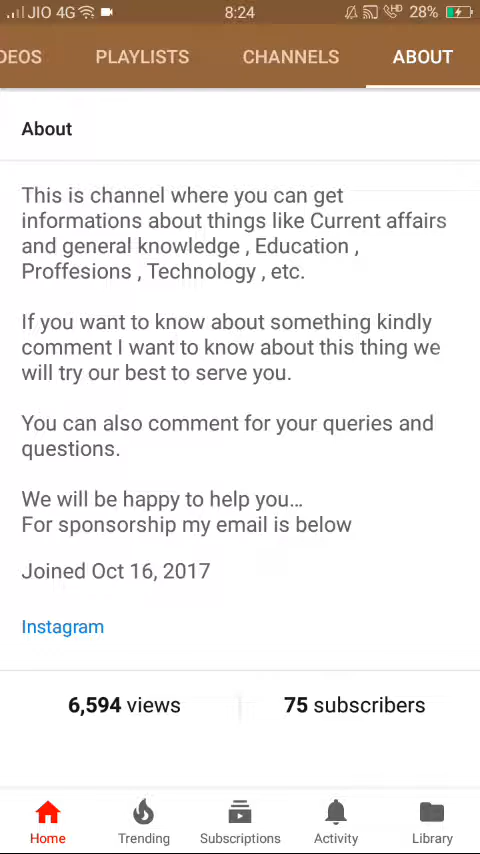 JIO 4G 8:24 HD 28%
DEOS PLAYLISTS CHANNELS ABOUT
About
This is channel where you can get
informations about things like Current affairs
and general knowledge , Education ,
Proffesions , Technology , etc.
If you want to know about something kindly
comment I want to know about this thing we
will try our best to serve you.
You can also comment for your queries and
questions.
We will be happy to help you...
For sponsorship my email is below
Joined Oct 16, 2017
Instagram
6,594 views 75 subscribers
Home Trending Subscriptions Activity Library